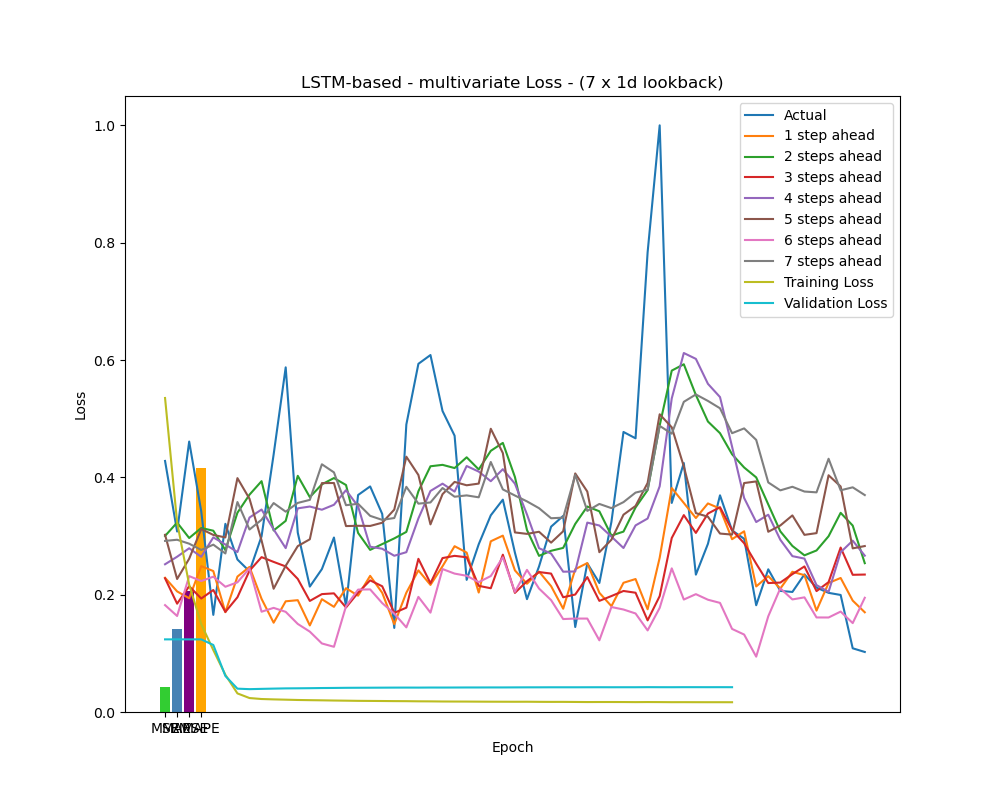 LSTM-based - multivariate Loss - (7 x 1d lookback)
1.0
0.8
0.6
0.4
0.2
0.0
Loss
Actual
1 step ahead
2 steps ahead
3 steps ahead
4 steps ahead
5 steps ahead
6 steps ahead
7 steps ahead
Training Loss
Validation Loss
Epoch